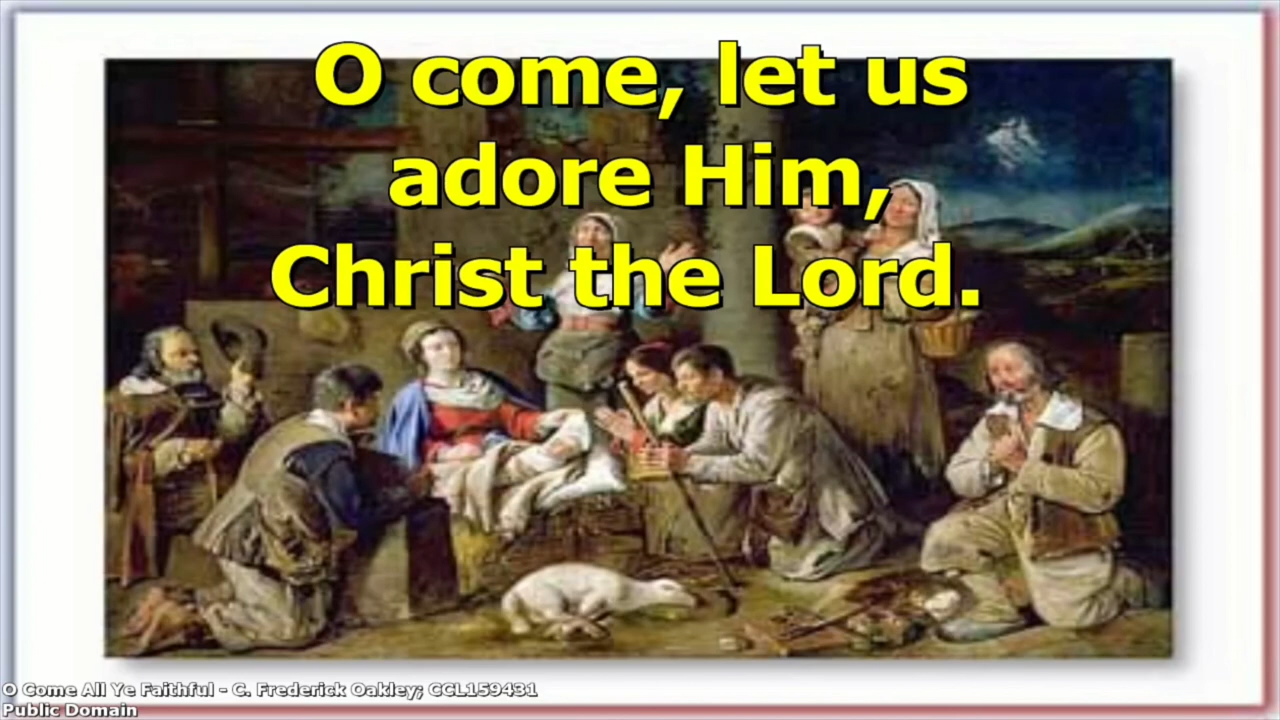 O come, let us
adore Him,
Christ the Lord.
O Come All Ye Faithful - C. Frederick Oakley; CCL159431
Public Domain